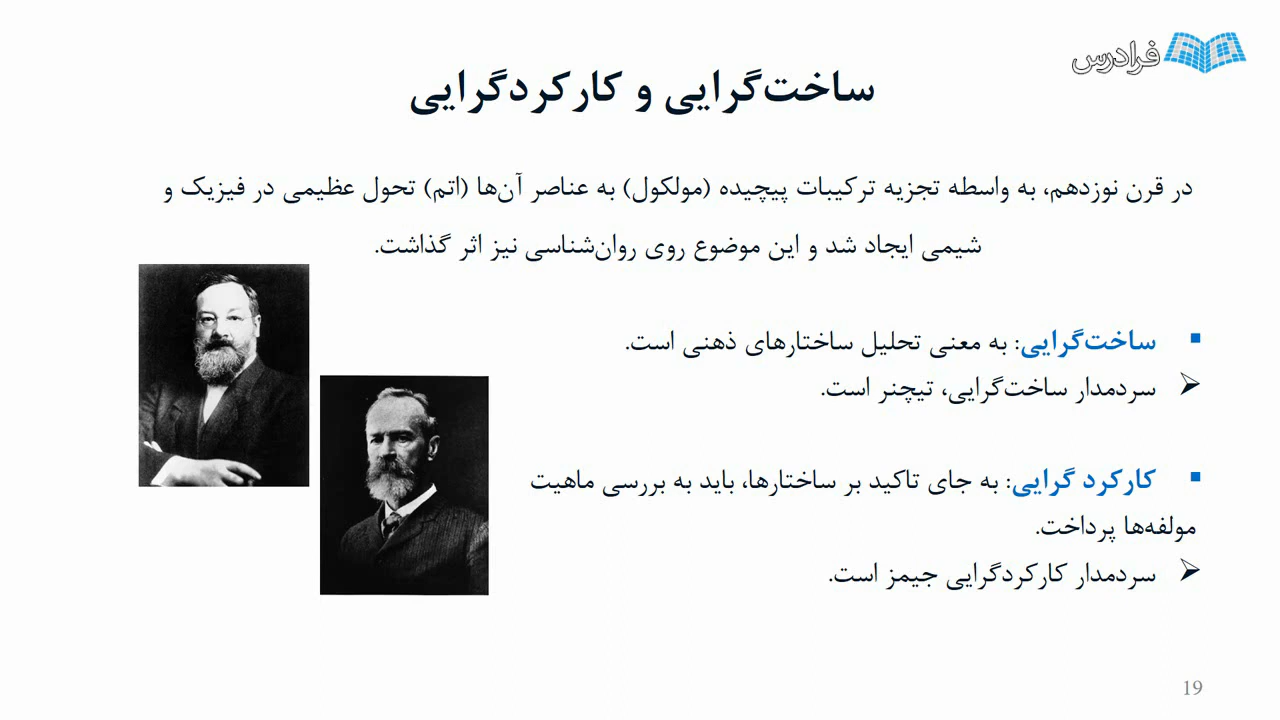 فرادرس
ساخت‌گرایی و کارکردگرایی
در قرن نوزدهم، به واسطه تجزیه ترکیبات پیچیده (مولکول) به عناصر آن‌ها (اتم) تحول عظیمی در فیزیک و
شیمی ایجاد شد و این موضوع روی روان‌شناسی نیز اثر گذاشت.
▪ ساخت‌گرایی: به معنی تحلیل ساختارهای ذهنی است.
➢ سردمدار ساخت‌گرایی، تیچنر است.
▪ کارکرد گرایی: به جای تاکید بر ساختارها، باید به بررسی ماهیت
مولفه‌ها پرداخت.
➢ سردمدار کارکردگرایی جیمز است.
19